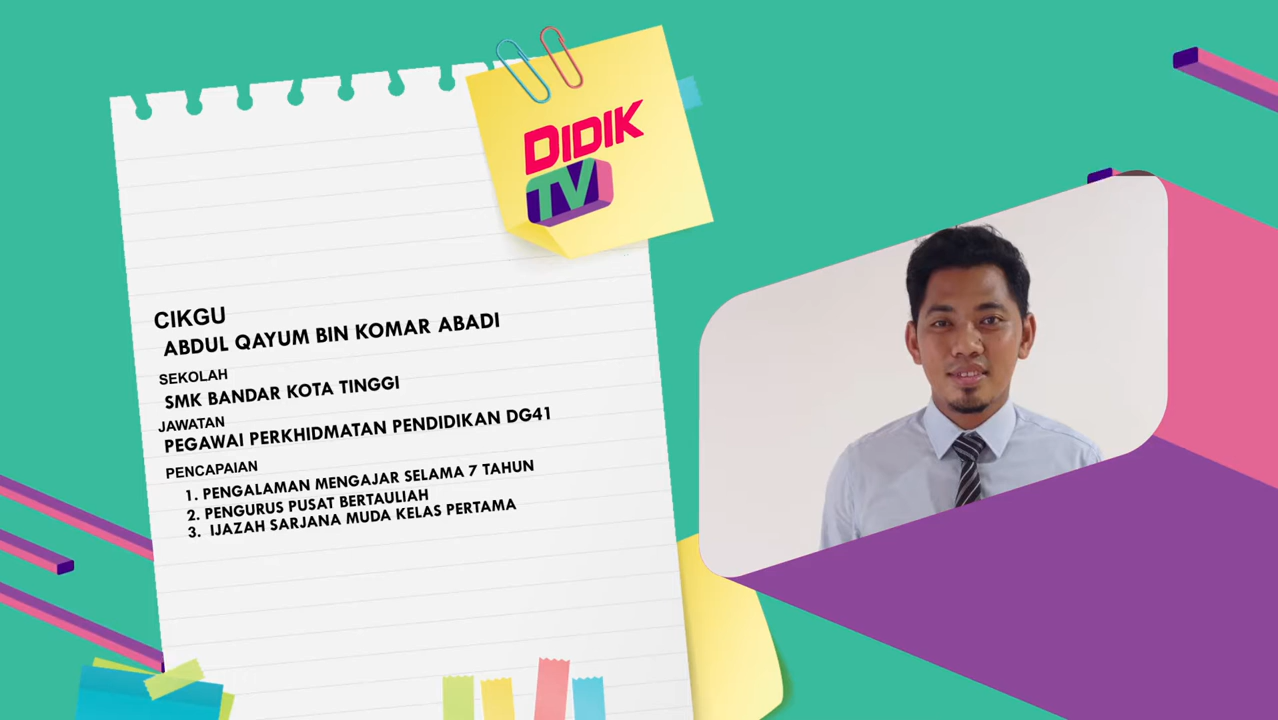 DIDIK
TV
CIKGU
ABDUL QAYUM BIN KOMAR ABADI
SEKOLAH
SMK BANDAR KOTA TINGGI
JAWATAN
PEGAWAI PERKHIDMATAN PENDIDIKAN DG41
PENCAPAIAN
1. PENGALAMAN MENGAJAR SELAMA 7 TAHUN
2. PENGURUS PUSAT BERTAULIAH
3. IJAZAH SARJANA MUDA KELAS PERTAMA